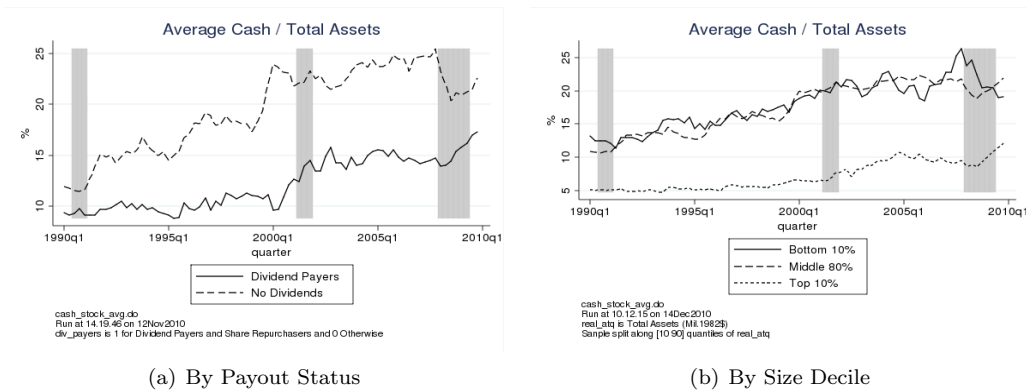 Average Cash / Total Assets
%
25
20
15
10
1990q1 1995q1 2000q1 2005q1 2010q1
quarter
Dividend Payers
No Dividends
cash_stock_avg.do
Run at 14.19.46 on 12Nov2010
div_payers is 1 for Dividend Payers and Share Repurchasers and 0 Otherwise
(a) By Payout Status
Average Cash / Total Assets
%
25
20
15
10
5
1990q1 1995q1 2000q1 2005q1 2010q1
quarter
Bottom 10%
Middle 80%
Top 10%
cash_stock_avg.do
Run at 10.12.15 on 14Dec2010
real_atq is Total Assets (Mil.1982$)
Sample split along [10 90] quantiles of real_atq
(b) By Size Decile